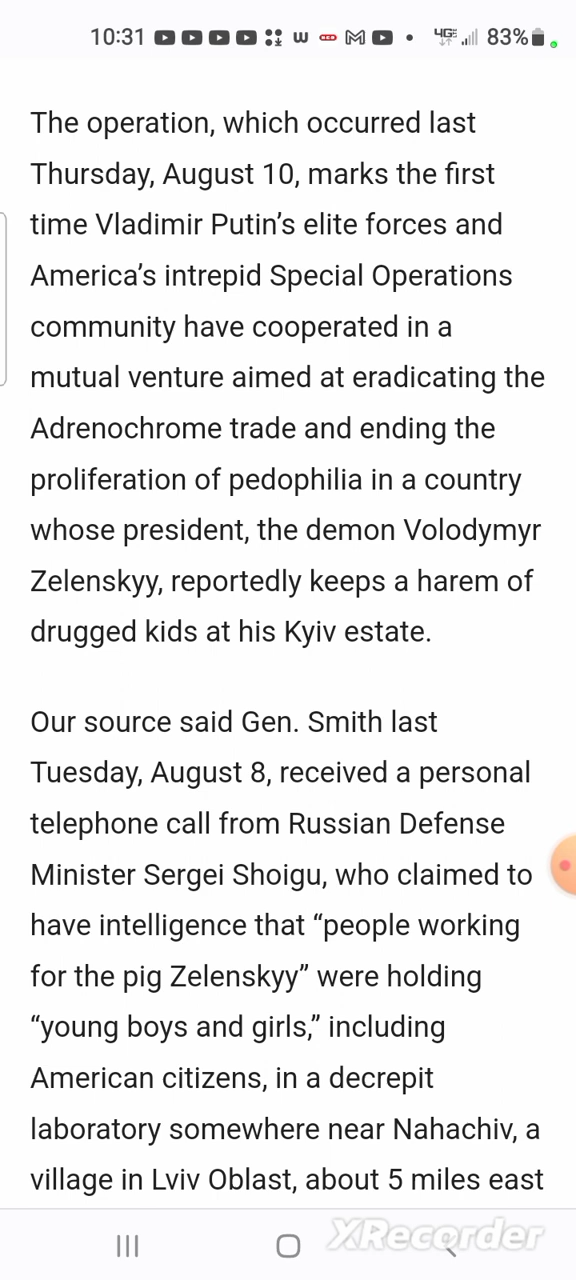 10:31 W 4GE 83%
The operation, which occurred last
Thursday, August 10, marks the first
time Vladimir Putin’s elite forces and
America’s intrepid Special Operations
community have cooperated in a
mutual venture aimed at eradicating the
Adrenochrome trade and ending the
proliferation of pedophilia in a country
whose president, the demon Volodymyr
Zelenskyy, reportedly keeps a harem of
drugged kids at his Kyiv estate.
Our source said Gen. Smith last
Tuesday, August 8, received a personal
telephone call from Russian Defense
Minister Sergei Shoigu, who claimed to
have intelligence that “people working
for the pig Zelenskyy” were holding
“young boys and girls,” including
American citizens, in a decrepit
laboratory somewhere near Nahachiv, a
village in Lviv Oblast, about 5 miles east
XRecorder